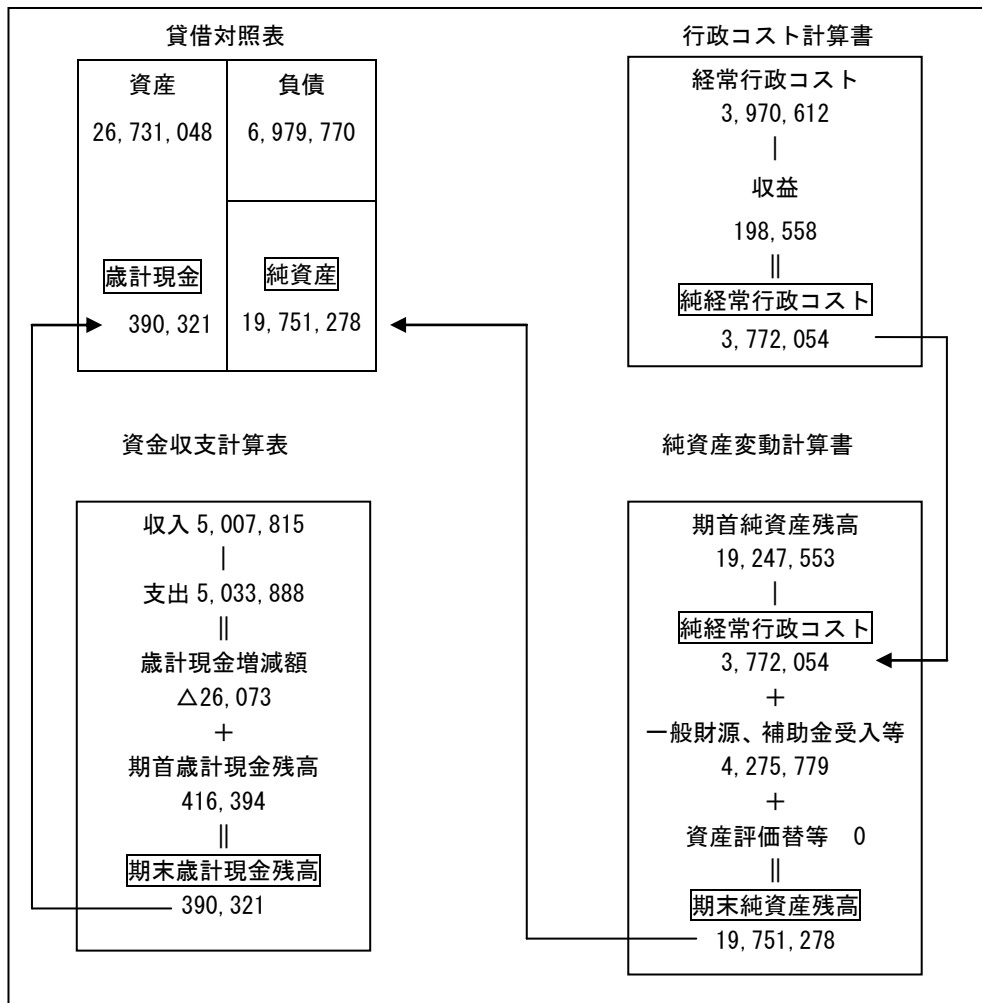 貸借対照表
資産
26,731,048
歳計現金
390,321
負債
6,979,770
純資産
19,751,278
行政コスト計算書
経常行政コスト
3,970,612
|
収益
198,558
||
純経常行政コスト
3,772,054
資金収支計算表
収入 5,007,815
|
支出 5,033,888
||
歳計現金増減額
△26,073
+
期首歳計現金残高
416,394
||
期末歳計現金残高
390,321
純資産変動計算書
期首純資産残高
19,247,553
|
純経常行政コスト
3,772,054
+
一般財源、補助金受入等
4,275,779
+
資産評価替等 0
||
期末純資産残高
19,751,278